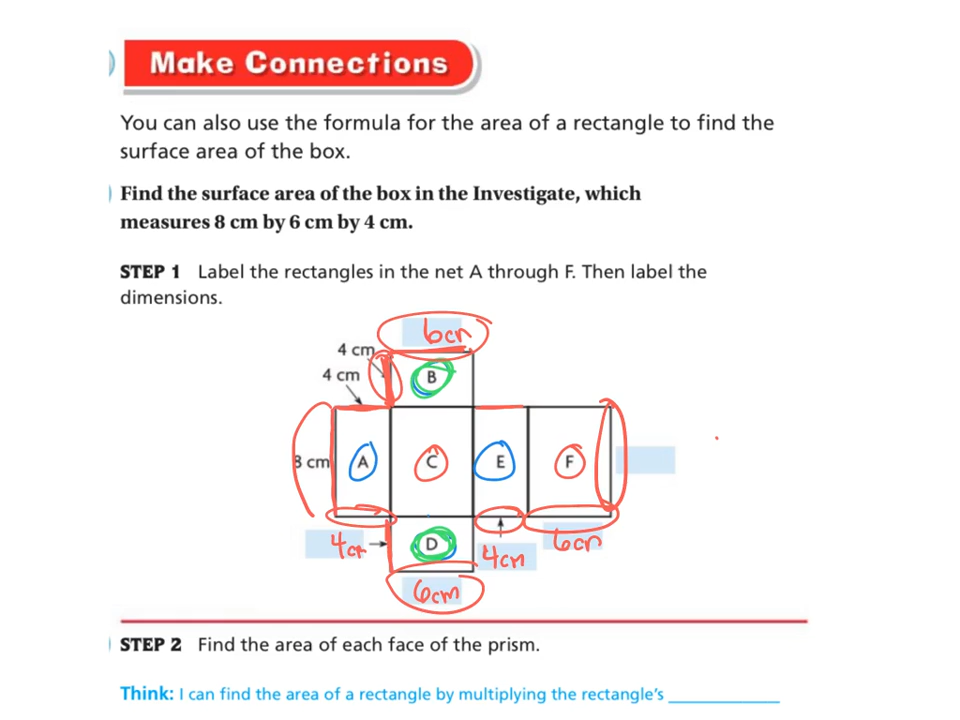 Make Connections
You can also use the formula for the area of a rectangle to find the
surface area of the box.
Find the surface area of the box in the Investigate, which
measures 8 cm by 6 cm by 4 cm.
STEP 1 Label the rectangles in the net A through F. Then label the
dimensions.
6cm
4 cm
4 cm
B
8 cm
A
C
E
F
4cm
D
4cm
6cm
6cm
STEP 2 Find the area of each face of the prism.
Think: I can find the area of a rectangle by multiplying the rectangle's